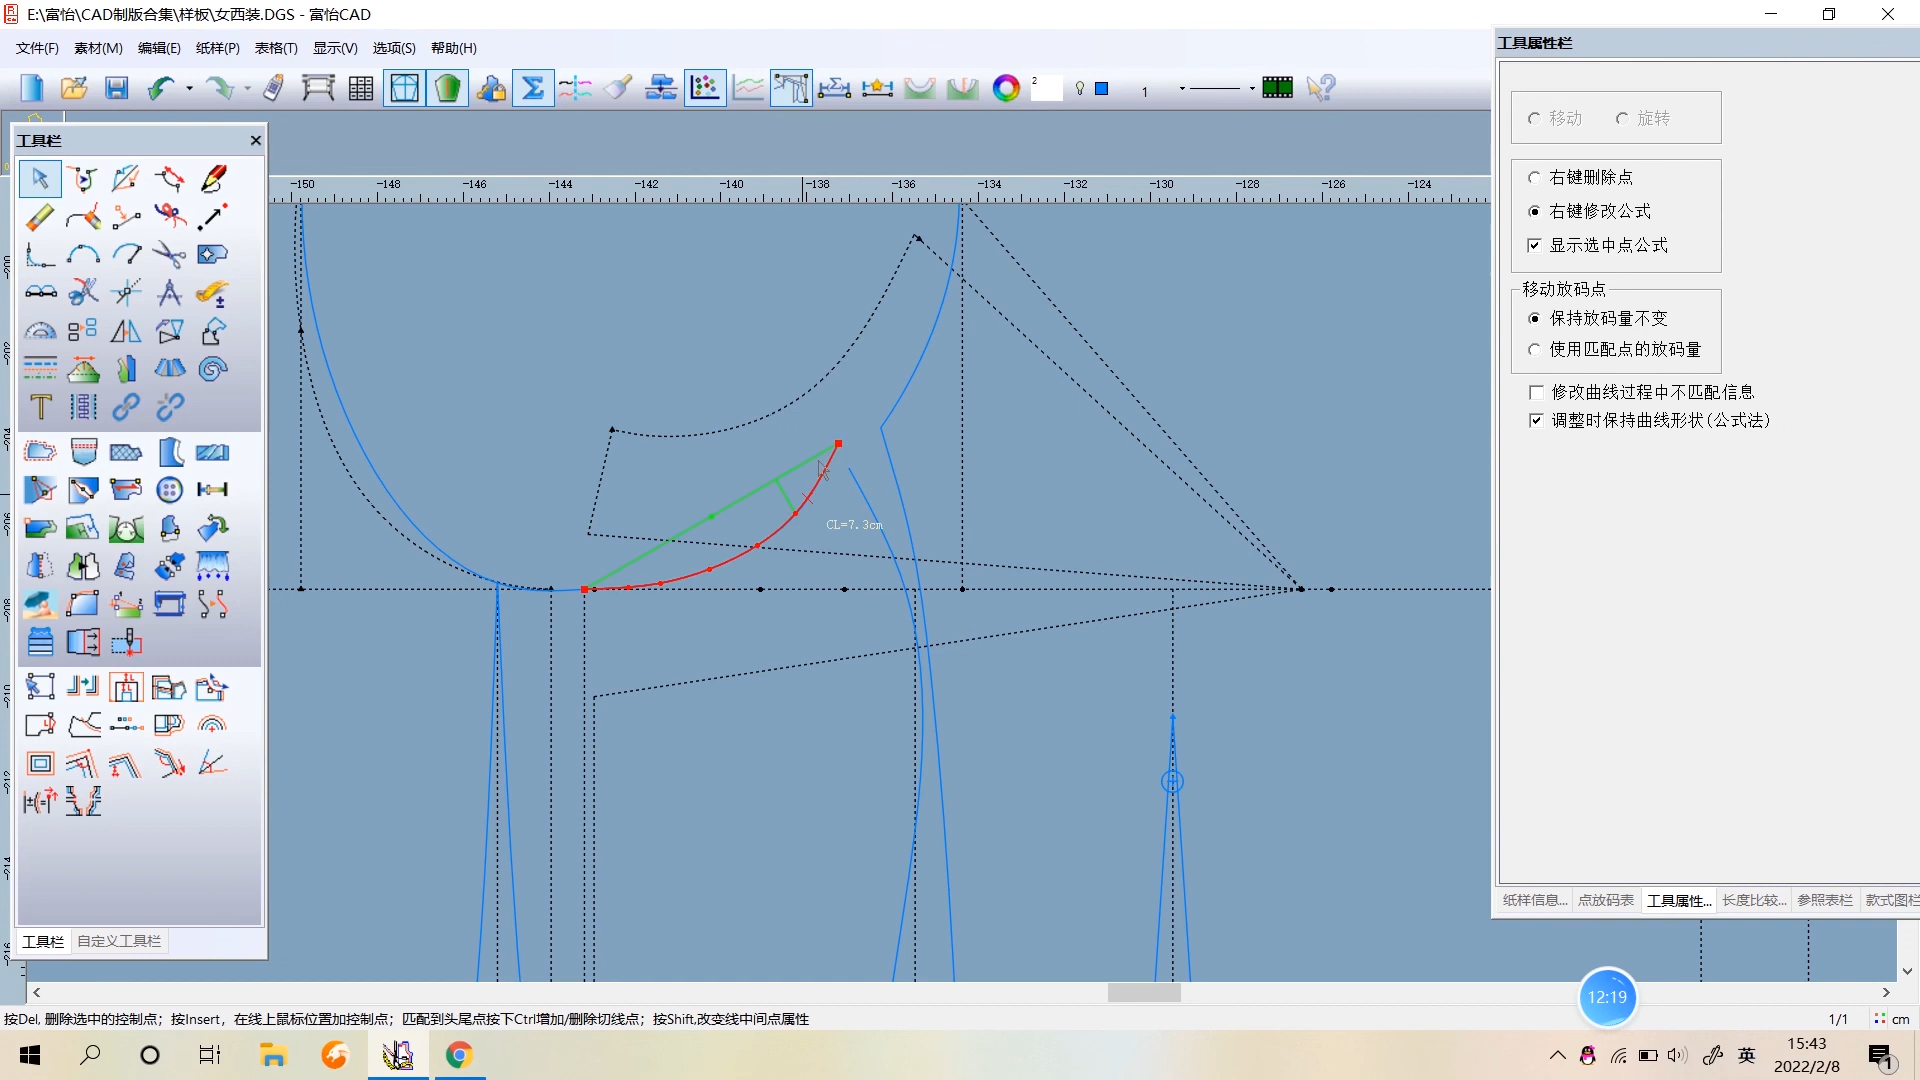 E:\富怡\CAD制版合集\样板\女西装.DGS - 富怡CAD
文件(F) 素材(M) 编辑(E) 纸样(P) 表格(T) 显示(V) 选项(S) 帮助(H)
2
1
工具属性栏
移动 旋转
右键删除点
右键修改公式
显示选中点公式
移动放码点
保持放码量不变
使用匹配点的放码量
修改曲线过程中不匹配信息
调整时保持曲线形状(公式法)
纸样信息... 点放码表 工具属性... 长度比较... 参照表栏 款式图栏
工具栏
工具栏 自定义工具栏
-150 -148 -146 -144 -142 -140 -138 -136 -134 -132 -130 -128 -126 -124
-200
-202
-204
-206
-208
-210
-212
-214
-216
CL=7.3cm
12:19
按Del, 删除选中的控制点；按Insert，在线上鼠标位置加控制点；匹配到头尾点按下Ctrl增加/删除切线点；按Shift,改变线中间点属性
1/1 cm
英
15:43
2022/2/8
1